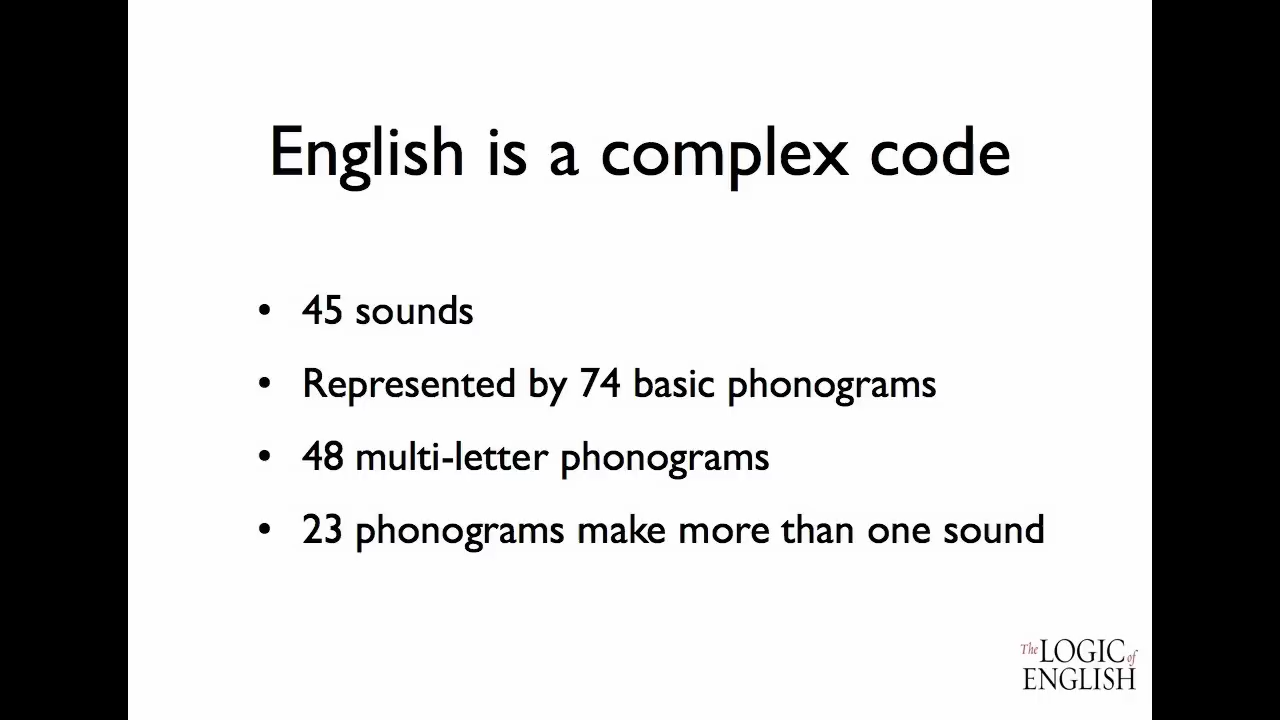 English is a complex code
• 45 sounds
• Represented by 74 basic phonograms
• 48 multi-letter phonograms
• 23 phonograms make more than one sound
The LOGIC of
ENGLISH